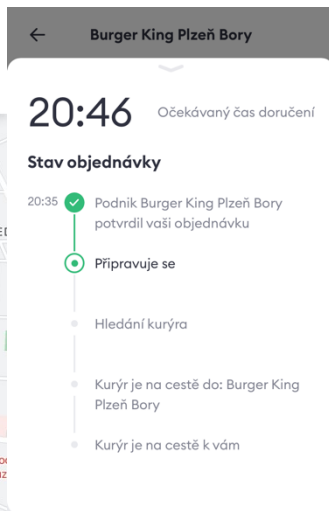 Burger King Plzeň Bory
20:46 Očekávaný čas doručení
Stav objednávky
20:35 Podnik Burger King Plzeň Bory
potvrdil vaši objednávku
Připravuje se
Hledání kurýra
Kurýr je na cestě do: Burger King
Plzeň Bory
Kurýr je na cestě k vám